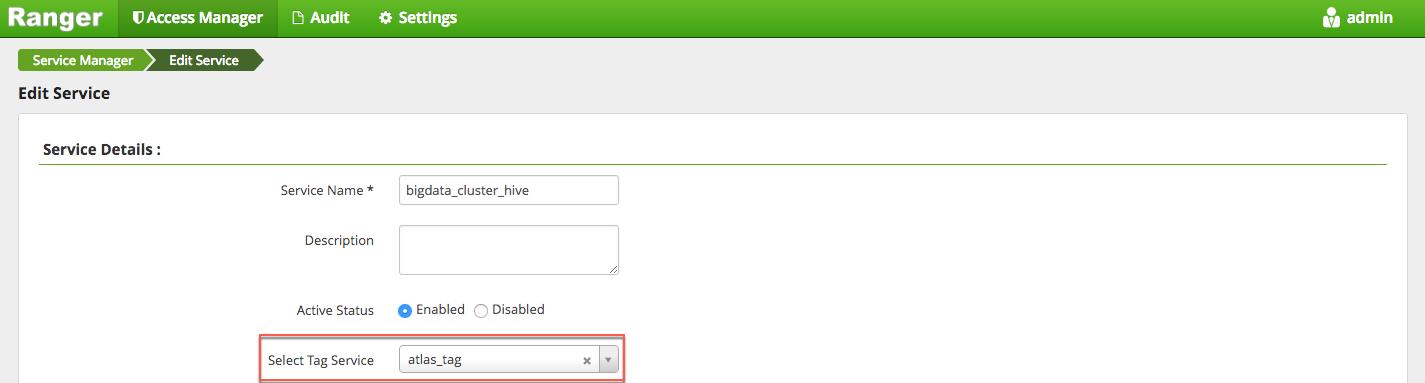 Ranger Access Manager Audit Settings admin
Service Manager Edit Service
Edit Service
Service Details :
Service Name * bigdata_cluster_hive
Description
Active Status Enabled Disabled
Select Tag Service atlas_tag